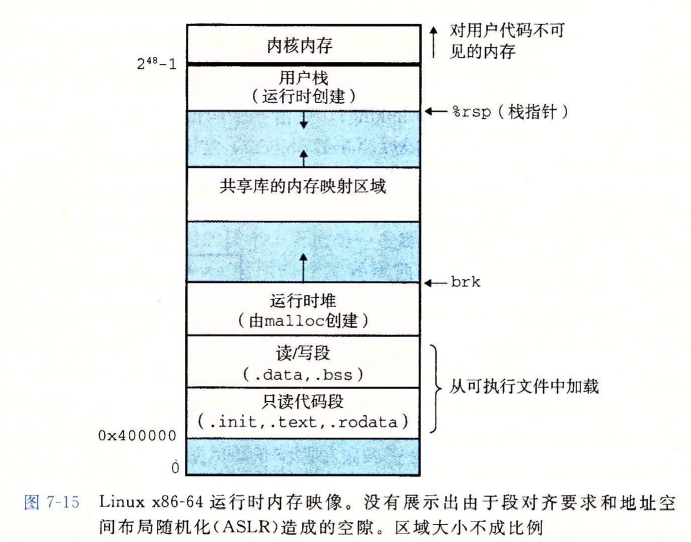 内核内存
对用户代码不可
见的内存
2⁴⁸-1
用户栈
(运行时创建)
%rsp(栈指针)
共享库的内存映射区域
brk
运行时堆
(由malloc创建)
读/写段
(.data,.bss)
从可执行文件中加载
只读代码段
(.init,.text,.rodata)
0x400000
0
图 7-15 Linux x86-64 运行时内存映像。没有展示出由于段对齐要求和地址空
间布局随机化(ASLR)造成的空隙。区域大小不成比例